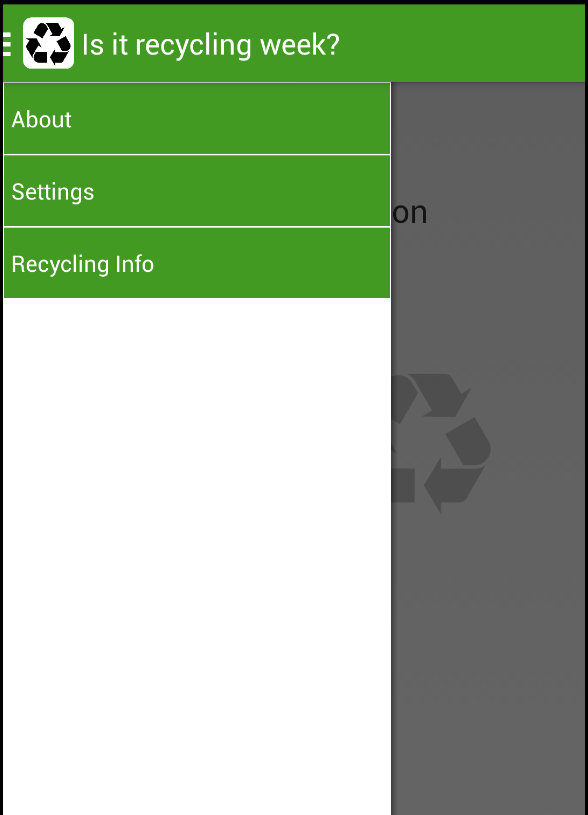 Is it recycling week?
About
Settings
on
Recycling Info